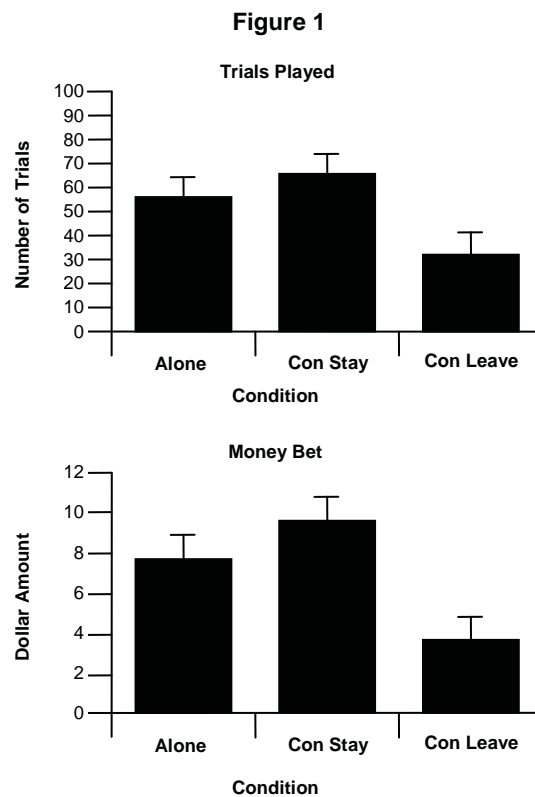 Figure 1
Trials Played
100
90
80
70
60
50
40
30
20
10
0
Number of Trials
Alone Con Stay Con Leave
Condition
Money Bet
12
10
8
6
4
2
0
Dollar Amount
Alone Con Stay Con Leave
Condition